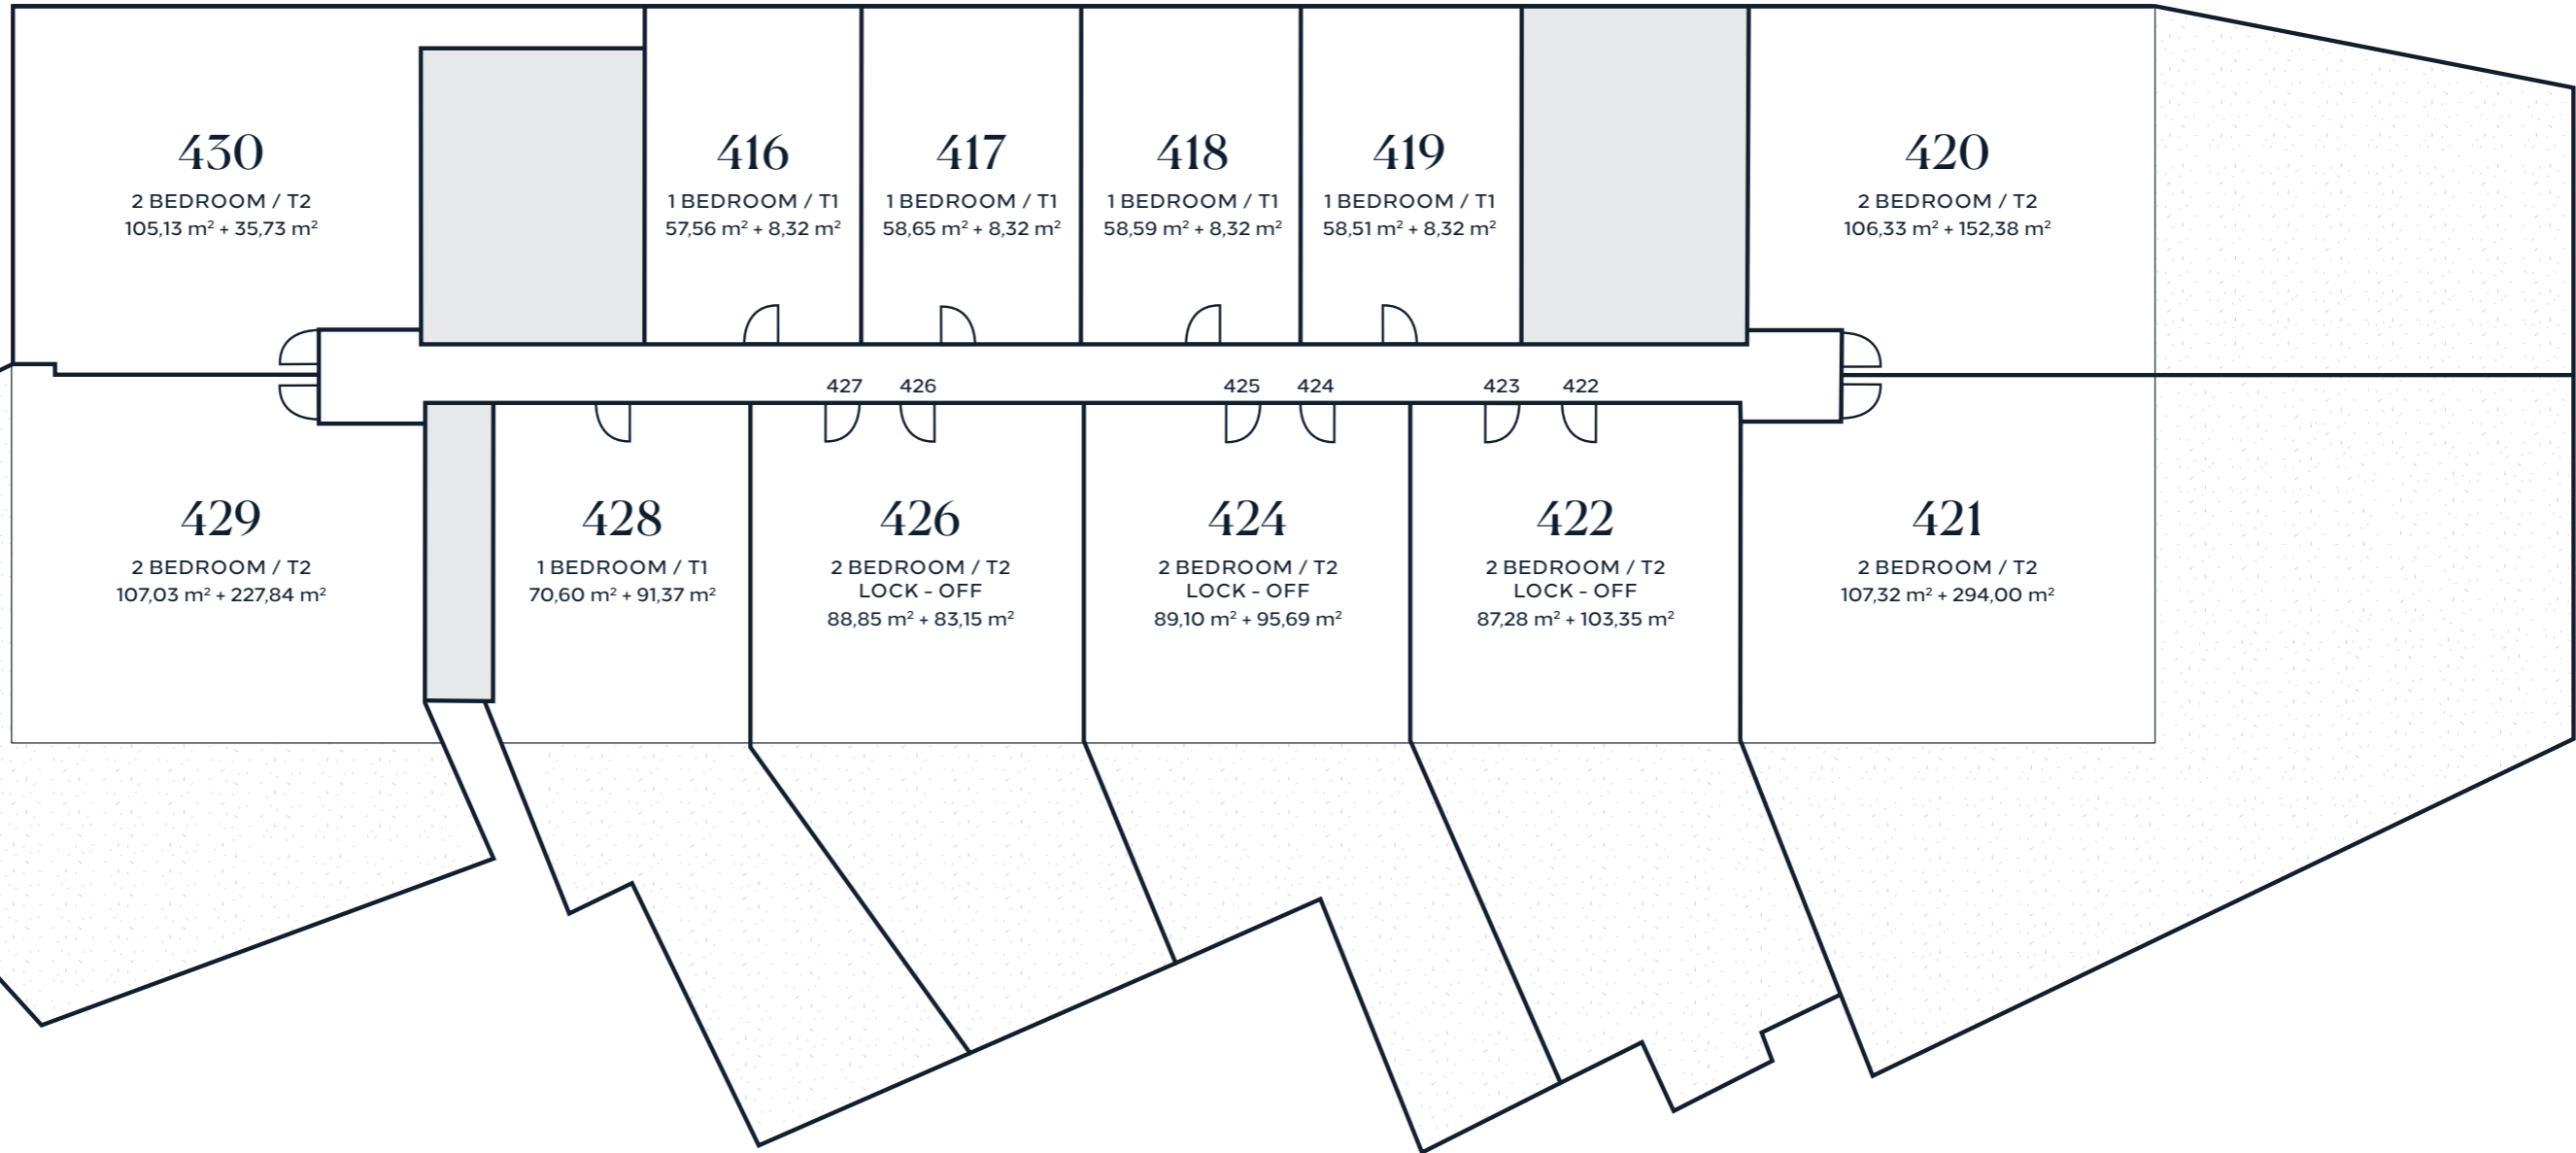 430
2 BEDROOM / T2
105,13 m² + 35,73 m²
416
1 BEDROOM / T1
57,56 m² + 8,32 m²
417
1 BEDROOM / T1
58,65 m² + 8,32 m²
418
1 BEDROOM / T1
58,59 m² + 8,32 m²
419
1 BEDROOM / T1
58,51 m² + 8,32 m²
420
2 BEDROOM / T2
106,33 m² + 152,38 m²
427
426
425
424
423
422
429
2 BEDROOM / T2
107,03 m² + 227,84 m²
428
1 BEDROOM / T1
70,60 m² + 91,37 m²
426
2 BEDROOM / T2
LOCK - OFF
88,85 m² + 83,15 m²
424
2 BEDROOM / T2
LOCK - OFF
89,10 m² + 95,69 m²
422
2 BEDROOM / T2
LOCK - OFF
87,28 m² + 103,35 m²
421
2 BEDROOM / T2
107,32 m² + 294,00 m²